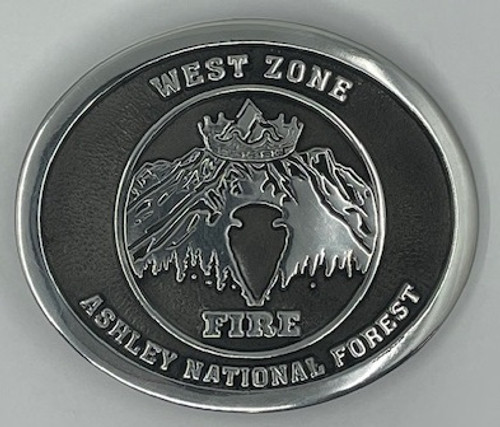 WEST ZONE
FIRE
ASHLEY NATIONAL FOREST